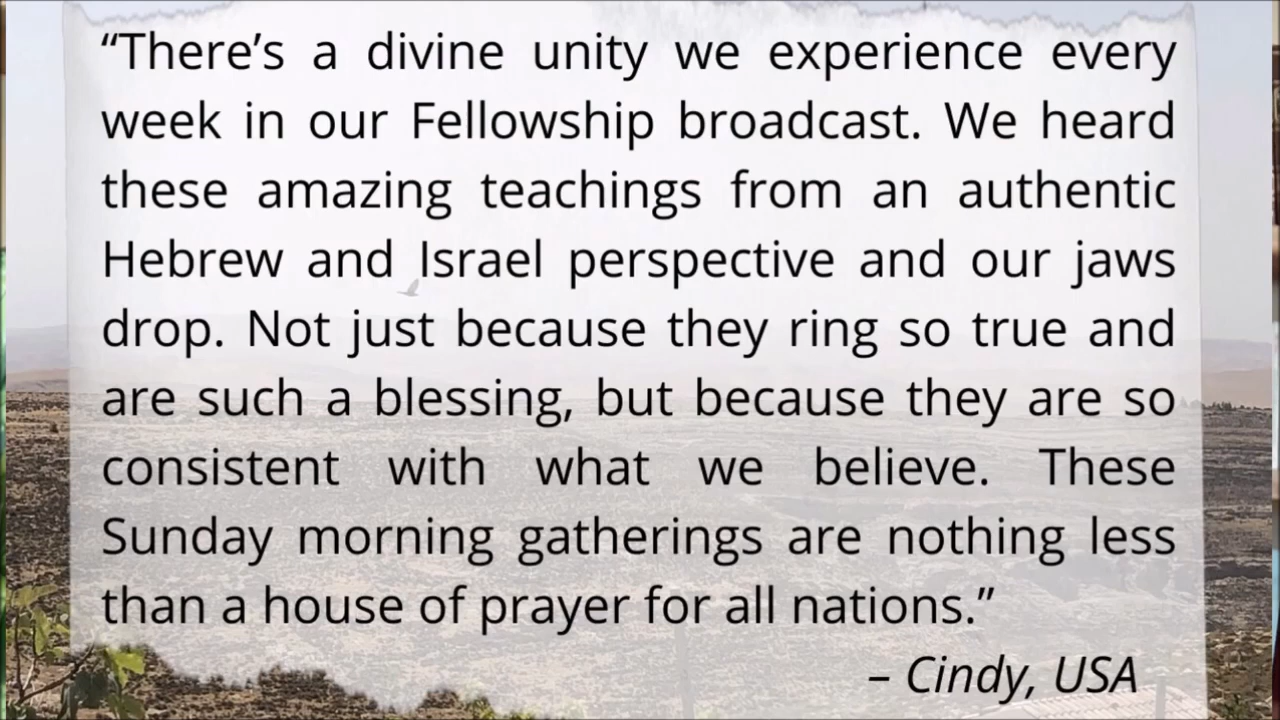 “There’s a divine unity we experience every
week in our Fellowship broadcast. We heard
these amazing teachings from an authentic
Hebrew and Israel perspective and our jaws
drop. Not just because they ring so true and
are such a blessing, but because they are so
consistent with what we believe. These
Sunday morning gatherings are nothing less
than a house of prayer for all nations.”
– Cindy, USA